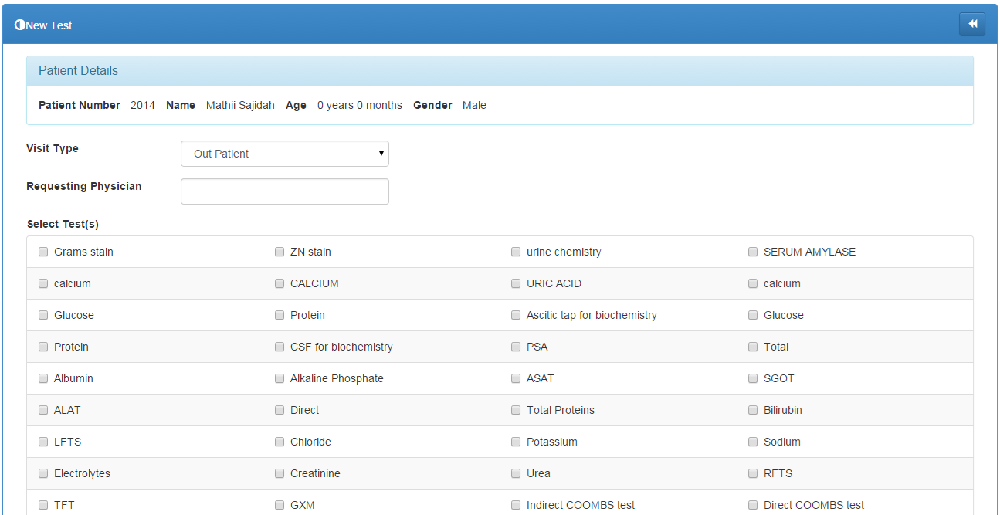 New Test
Patient Details
Patient Number 2014 Name Mathii Sajidah Age 0 years 0 months Gender Male
Visit Type Out Patient
Requesting Physician
Select Test(s)
Grams stain ZN stain urine chemistry SERUM AMYLASE
calcium CALCIUM URIC ACID calcium
Glucose Protein Ascitic tap for biochemistry Glucose
Protein CSF for biochemistry PSA Total
Albumin Alkaline Phosphate ASAT SGOT
ALAT Direct Total Proteins Bilirubin
LFTS Chloride Potassium Sodium
Electrolytes Creatinine Urea RFTS
TFT GXM Indirect COOMBS test Direct COOMBS test